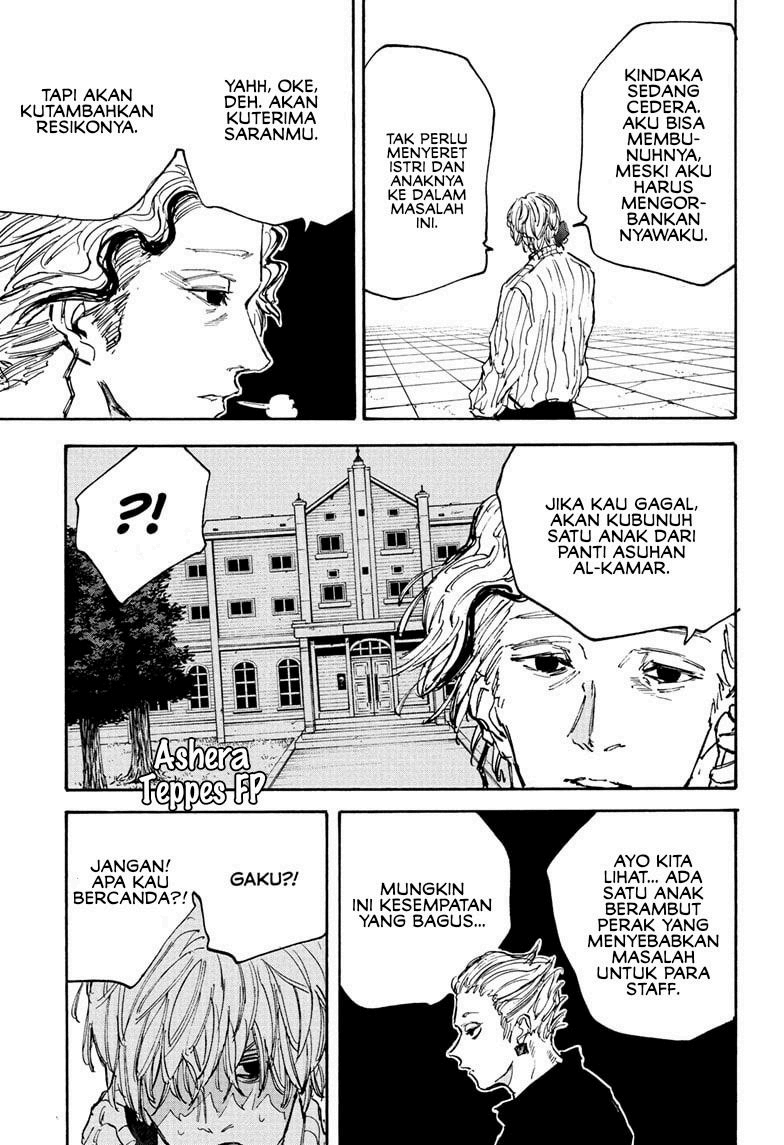 KINDAKA
SEDANG
CEDERA.
AKU BISA
MEMBU-
NUHNYA,
MESKI AKU
HARUS
MENGOR-
BANKAN
NYAWAKU.
TAK PERLU
MENYERET
ISTRI DAN
ANAKNYA
KE DALAM
MASALAH
INI.
YAHH, OKE,
DEH. AKAN
KUTERIMA
SARANMU.
TAPI AKAN
KUTAMBAHKAN
RESIKONYA.
JIKA KAU GAGAL,
AKAN KUBUNUH
SATU ANAK DARI
PANTI ASUHAN
AL-KAMAR.
?!
Ashera
Teppes FP
AYO KITA
LIHAT... ADA
SATU ANAK
BERAMBUT
PERAK YANG
MENYEBABKAN
MASALAH
UNTUK PARA
STAFF.
MUNGKIN
INI KESEMPATAN
YANG BAGUS...
GAKU?!
JANGAN!
APA KAU
BERCANDA?!